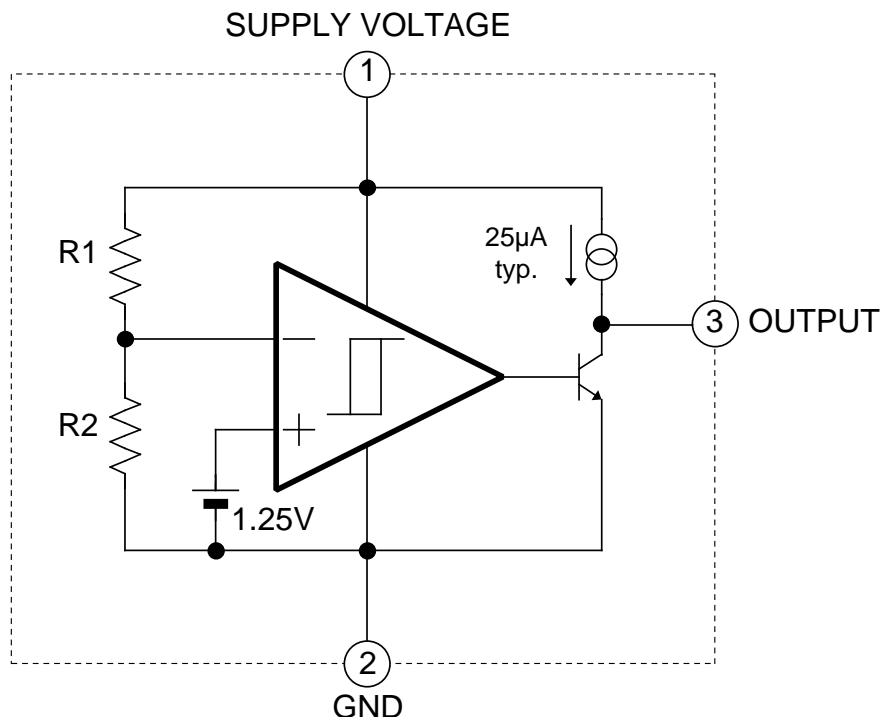 SUPPLY VOLTAGE
1
R1
25µA
typ.
3 OUTPUT
R2
1.25V
2
GND